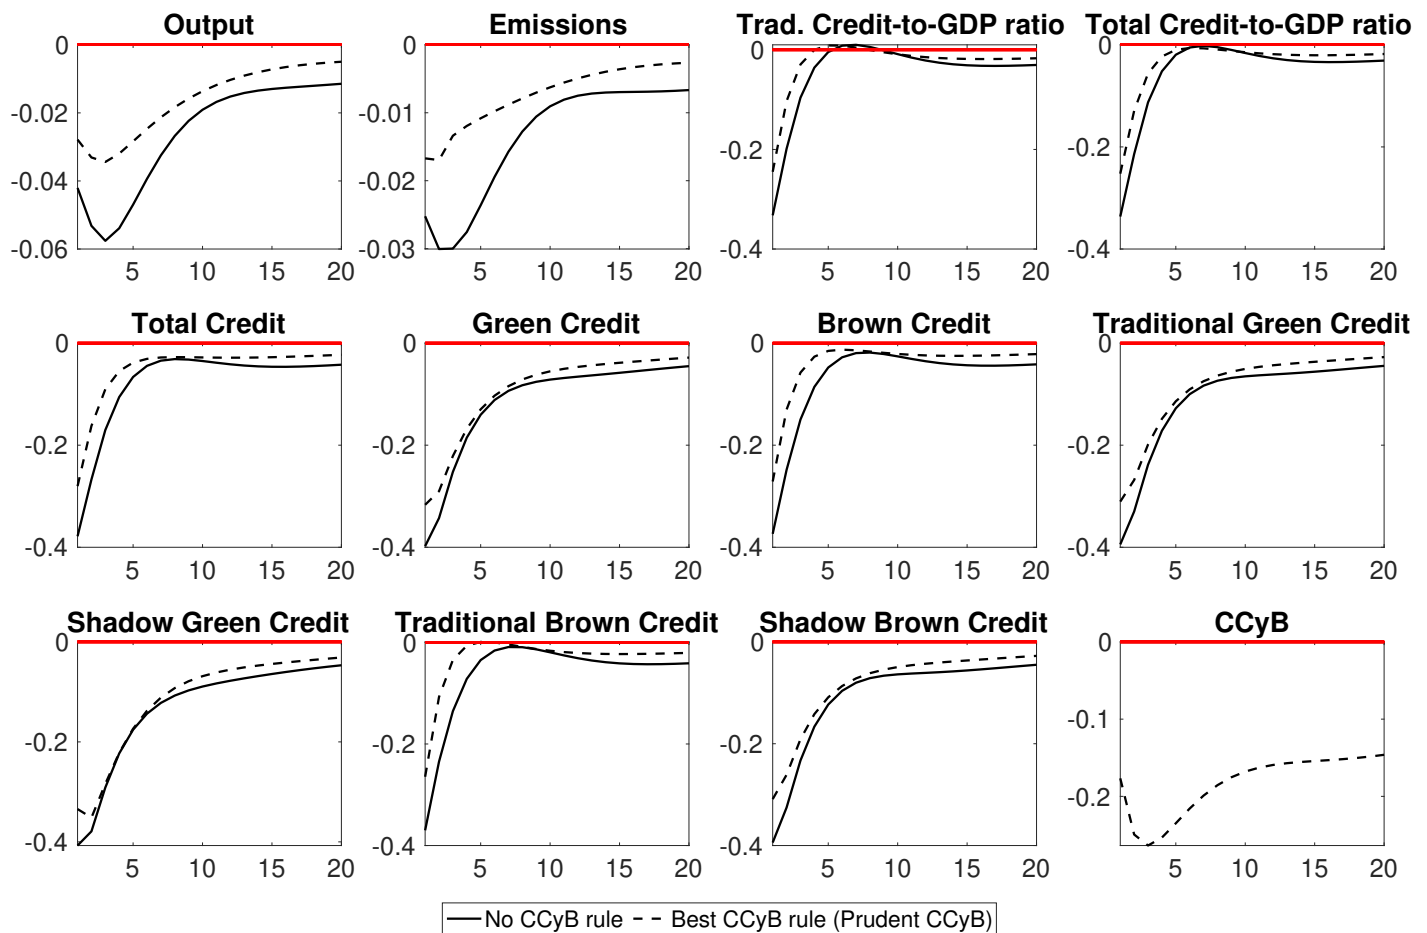 Output Emissions Trad. Credit-to-GDP ratio Total Credit-to-GDP ratio
0 0 0 0
-0.02 -0.01 -0.2 -0.2
-0.04 -0.02
-0.06 -0.03 -0.4 -0.4
5 10 15 20 5 10 15 20 5 10 15 20 5 10 15 20
Total Credit Green Credit Brown Credit Traditional Green Credit
0 0 0 0
-0.2 -0.2 -0.2 -0.2
-0.4 -0.4 -0.4 -0.4
5 10 15 20 5 10 15 20 5 10 15 20 5 10 15 20
Shadow Green Credit Traditional Brown Credit Shadow Brown Credit CCyB
0 0 0 0
-0.1
-0.2 -0.2 -0.2 -0.2
-0.4 -0.4 -0.4
5 10 15 20 5 10 15 20 5 10 15 20 5 10 15 20
No CCyB rule Best CCyB rule (Prudent CCyB)